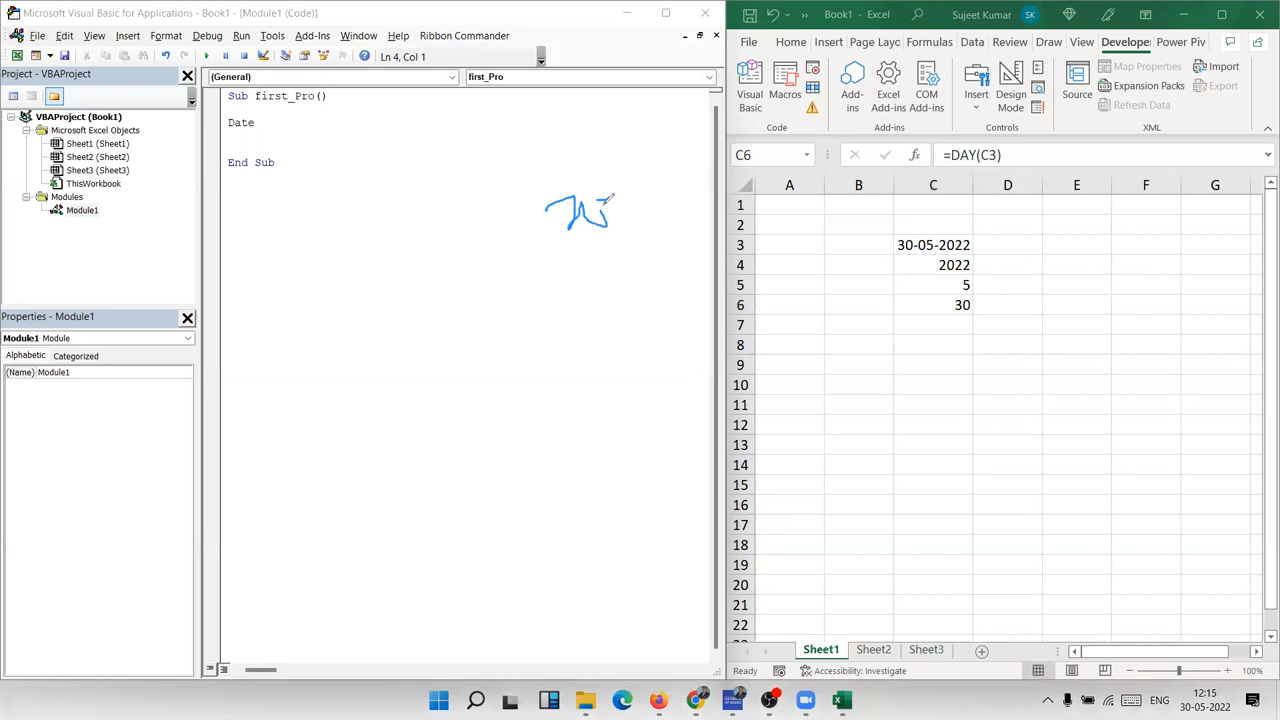 Microsoft Visual Basic for Applications - Book1 - [Module1 (Code)]
File Edit View Insert Format Debug Run Tools Add-Ins Window Help Ribbon Commander
Ln 4, Col 1
Project - VBAProject
VBAProject (Book1)
Microsoft Excel Objects
Sheet1 (Sheet1)
Sheet2 (Sheet2)
Sheet3 (Sheet3)
ThisWorkbook
Modules
Module1
Properties - Module1
Module1 Module
Alphabetic Categorized
(Name) Module1
(General) first_Pro
Sub first_Pro()
Date
End Sub
Book1 - Excel Sujeet Kumar SK
File Home Insert Page Layc Formulas Data Review Draw View Develope Power Piv
Visual Basic
Macros
Code
Add-ins
Excel Add-ins
COM Add-ins
Add-ins
Insert
Design Mode
Controls
Source
Map Properties
Expansion Packs
Refresh Data
Import
Export
XML
C6 fx =DAY(C3)
A B C D E F G
1
2
3 30-05-2022
4 2022
5 5
6 30
7
8
9
10
11
12
13
14
15
16
17
18
19
20
21
22
Sheet1 Sheet2 Sheet3
Ready Accessibility: Investigate 100%
ENG 12:15
30-05-2022